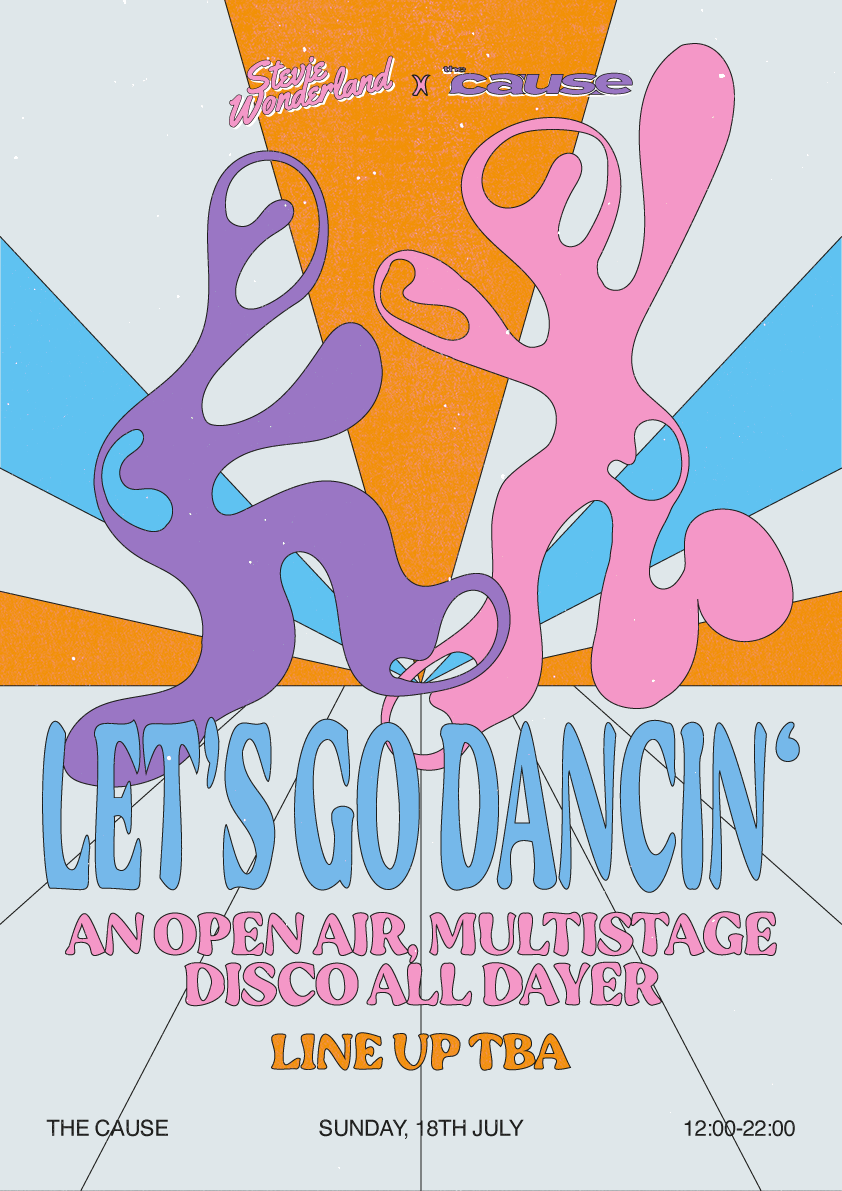 Stevie Wonderland x the cause
LET'S GO DANCIN‘
AN OPEN AIR, MULTISTAGE
DISCO ALL DAYER
LINE UP TBA
THE CAUSE SUNDAY, 18TH JULY 12:00-22:00